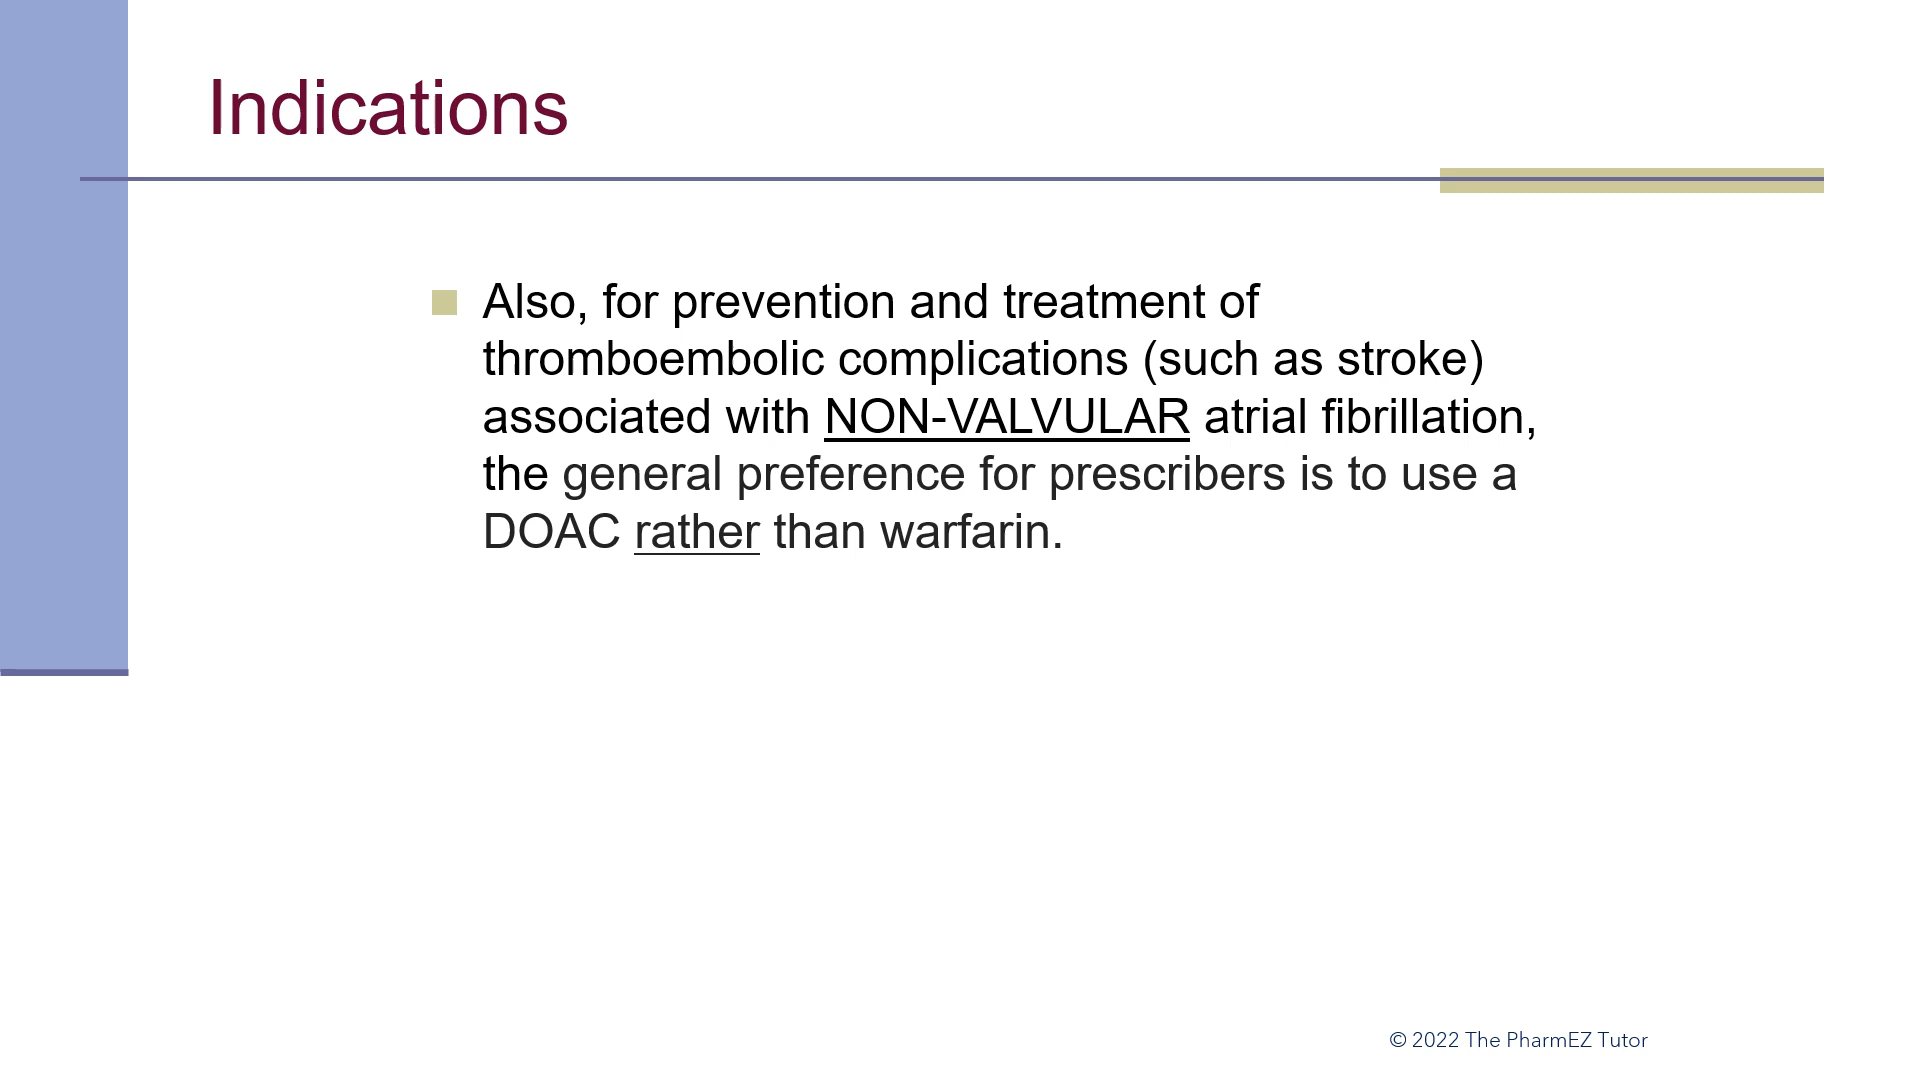 Indications
Also, for prevention and treatment of
thromboembolic complications (such as stroke)
associated with NON-VALVULAR atrial fibrillation,
the general preference for prescribers is to use a
DOAC rather than warfarin.
© 2022 The PharmEZ Tutor